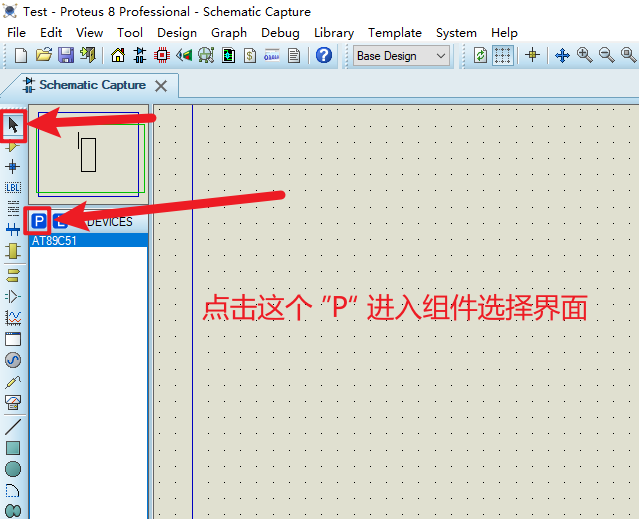 Test - Proteus 8 Professional - Schematic Capture
File Edit View Tool Design Graph Debug Library Template System Help
Base Design
Schematic Capture
LBL
P DEVICES
AT89C51
点击这个 "P" 进入组件选择界面